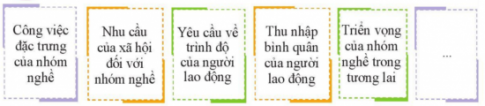 Công việc
đặc trưng
của nhóm
nghề
Nhu cầu
của xã hội
đối với
nhóm nghề
Yêu cầu về
trình độ
của người
lao động
Thu nhập
bình quân
của người
lao động
Triển vọng
của nhóm
nghề trong
tương lai
...